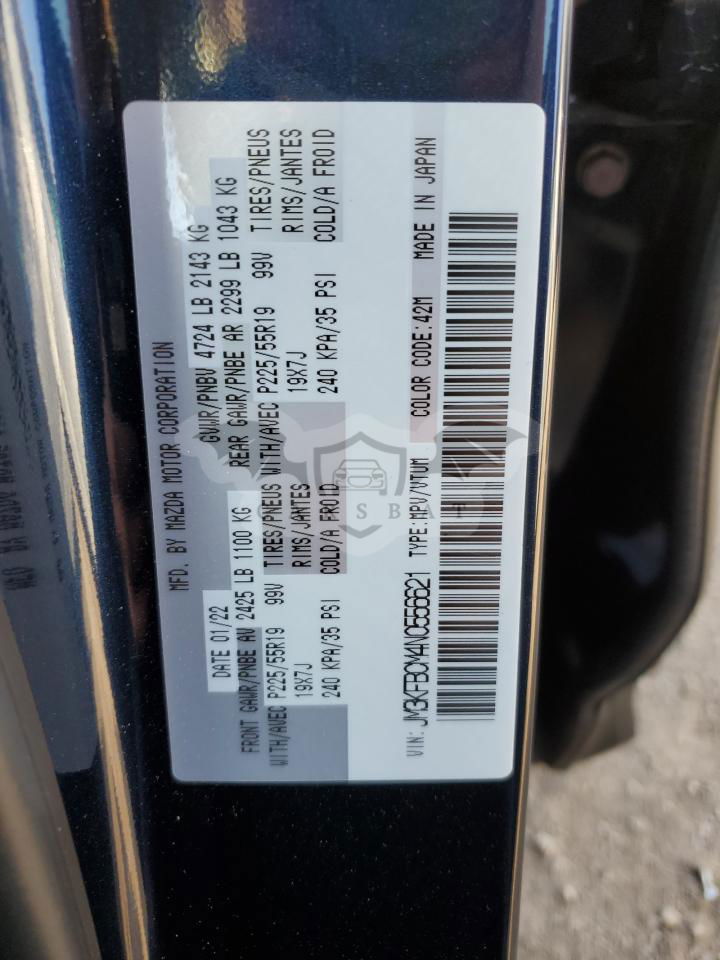 MFD. BY MAZDA MOTOR CORPORATION
DATE 01/22 GVWR/PNBV 4724 LB 2143 KG
FRONT GAWR/PNBE AV 2425 LB 1100 KG REAR GAWR/PNBE AR 2299 LB 1043 KG
WITH/AVEC P225/55R19 99V TIRES/PNEUS WITH/AVEC P225/55R19 99V TIRES/PNEUS
19X7J RIMS/JANTES 19X7J RIMS/JANTES
240 KPA/35 PSI COLD/A FROID 240 KPA/35 PSI COLD/A FROID
VIN: JM3KFBCM4N0556621 TYPE:MPV/VTUM COLOR CODE:42M MADE IN JAPAN